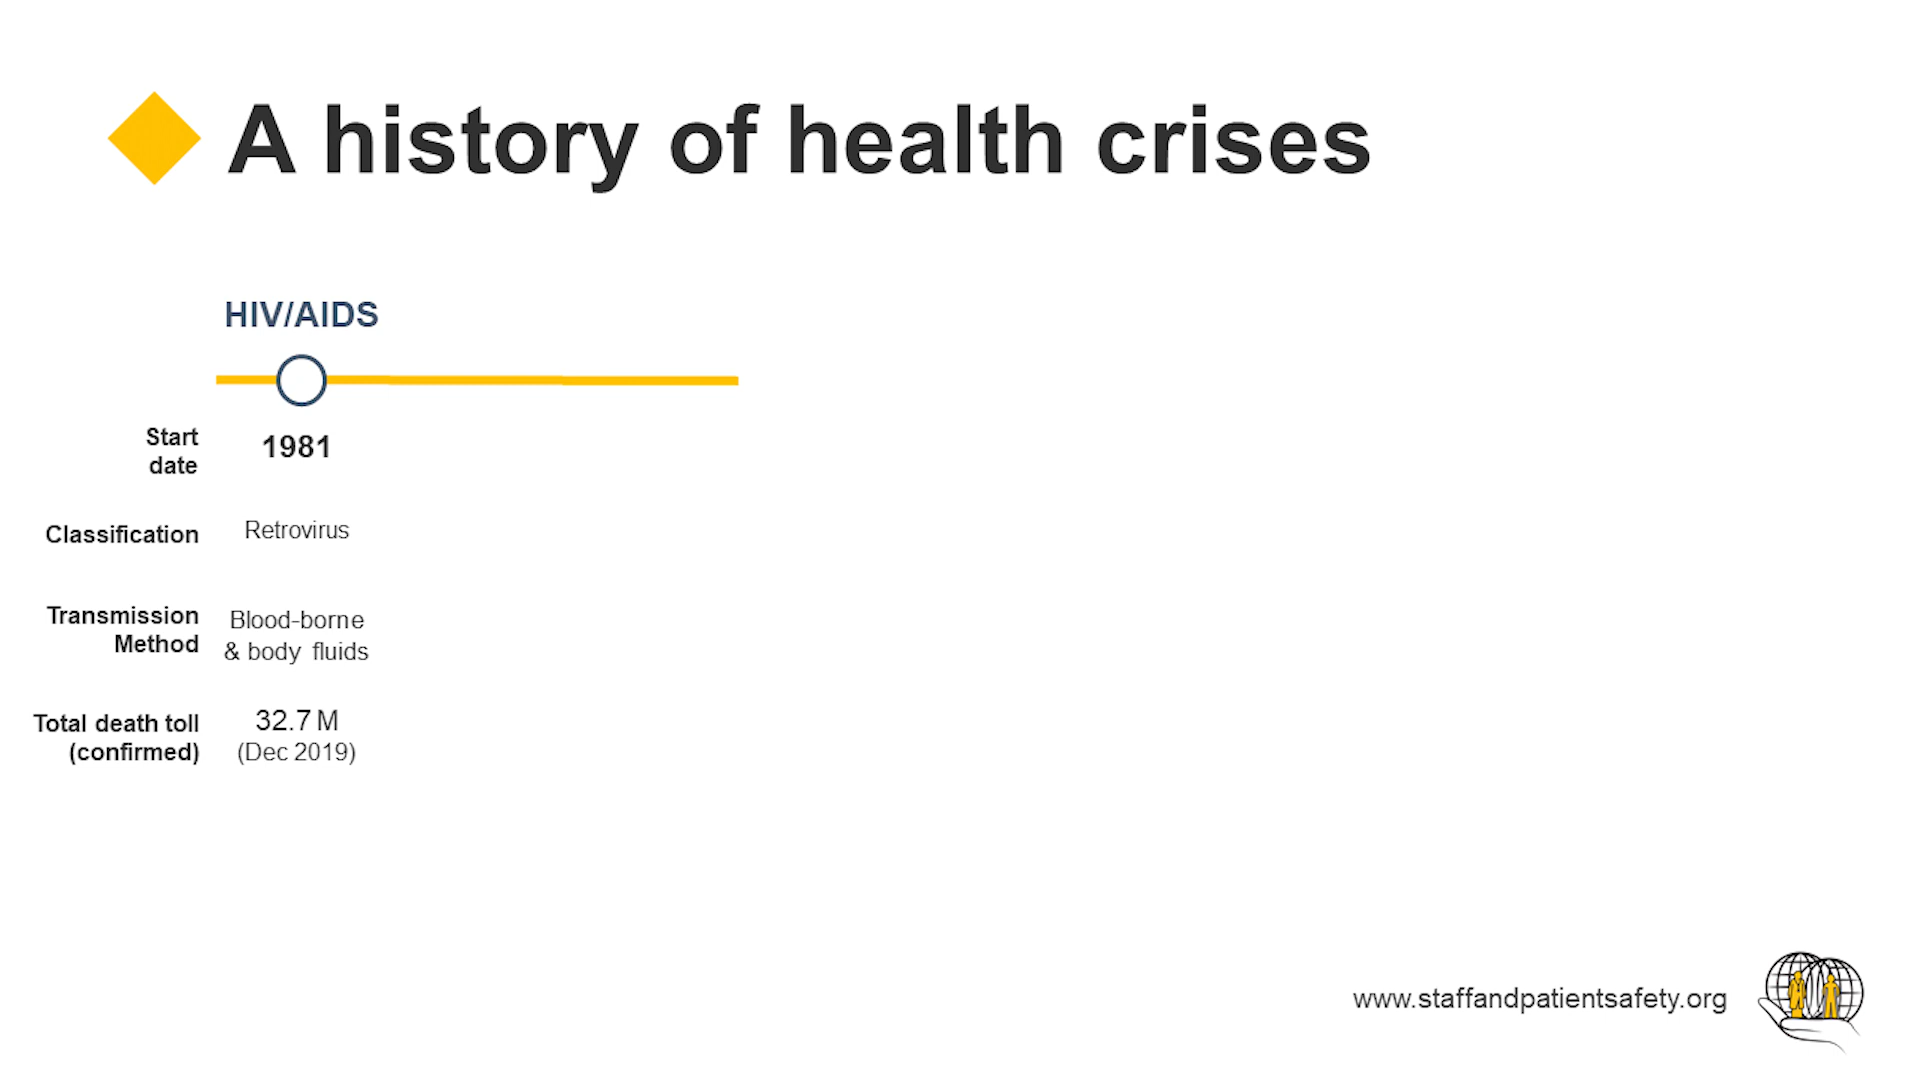 A history of health crises
HIV/AIDS
Start
date
1981
Classification
Retrovirus
Transmission
Method
Blood-borne
& body fluids
Total death toll
(confirmed)
32.7 M
(Dec 2019)
www.staffandpatientsafety.org